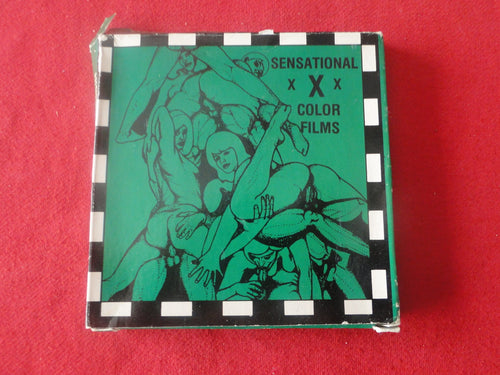 SENSATIONAL
x X x
COLOR
FILMS